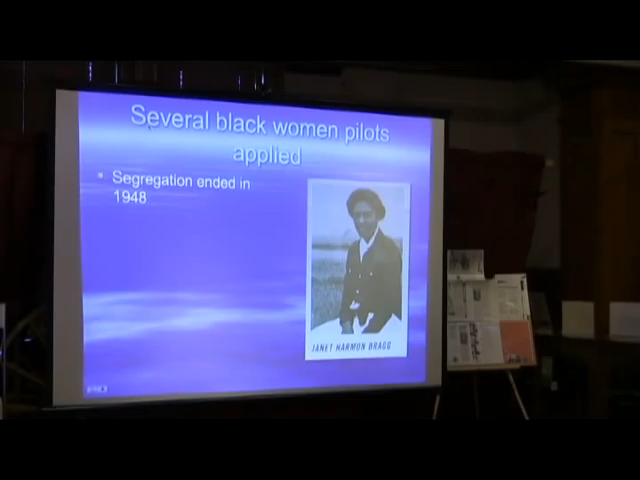 Several black women pilots
applied
Segregation ended in
1948
JANET HARMON BRAGG